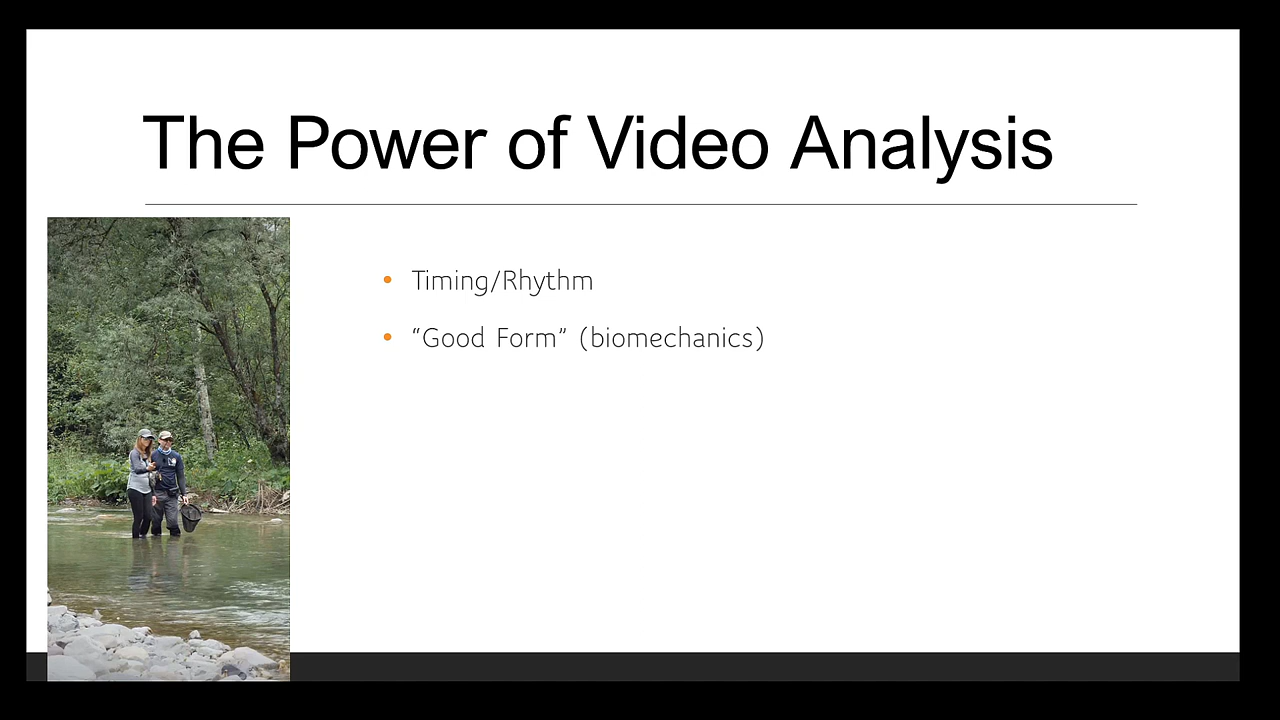 The Power of Video Analysis
• Timing/Rhythm
• “Good Form” (biomechanics)